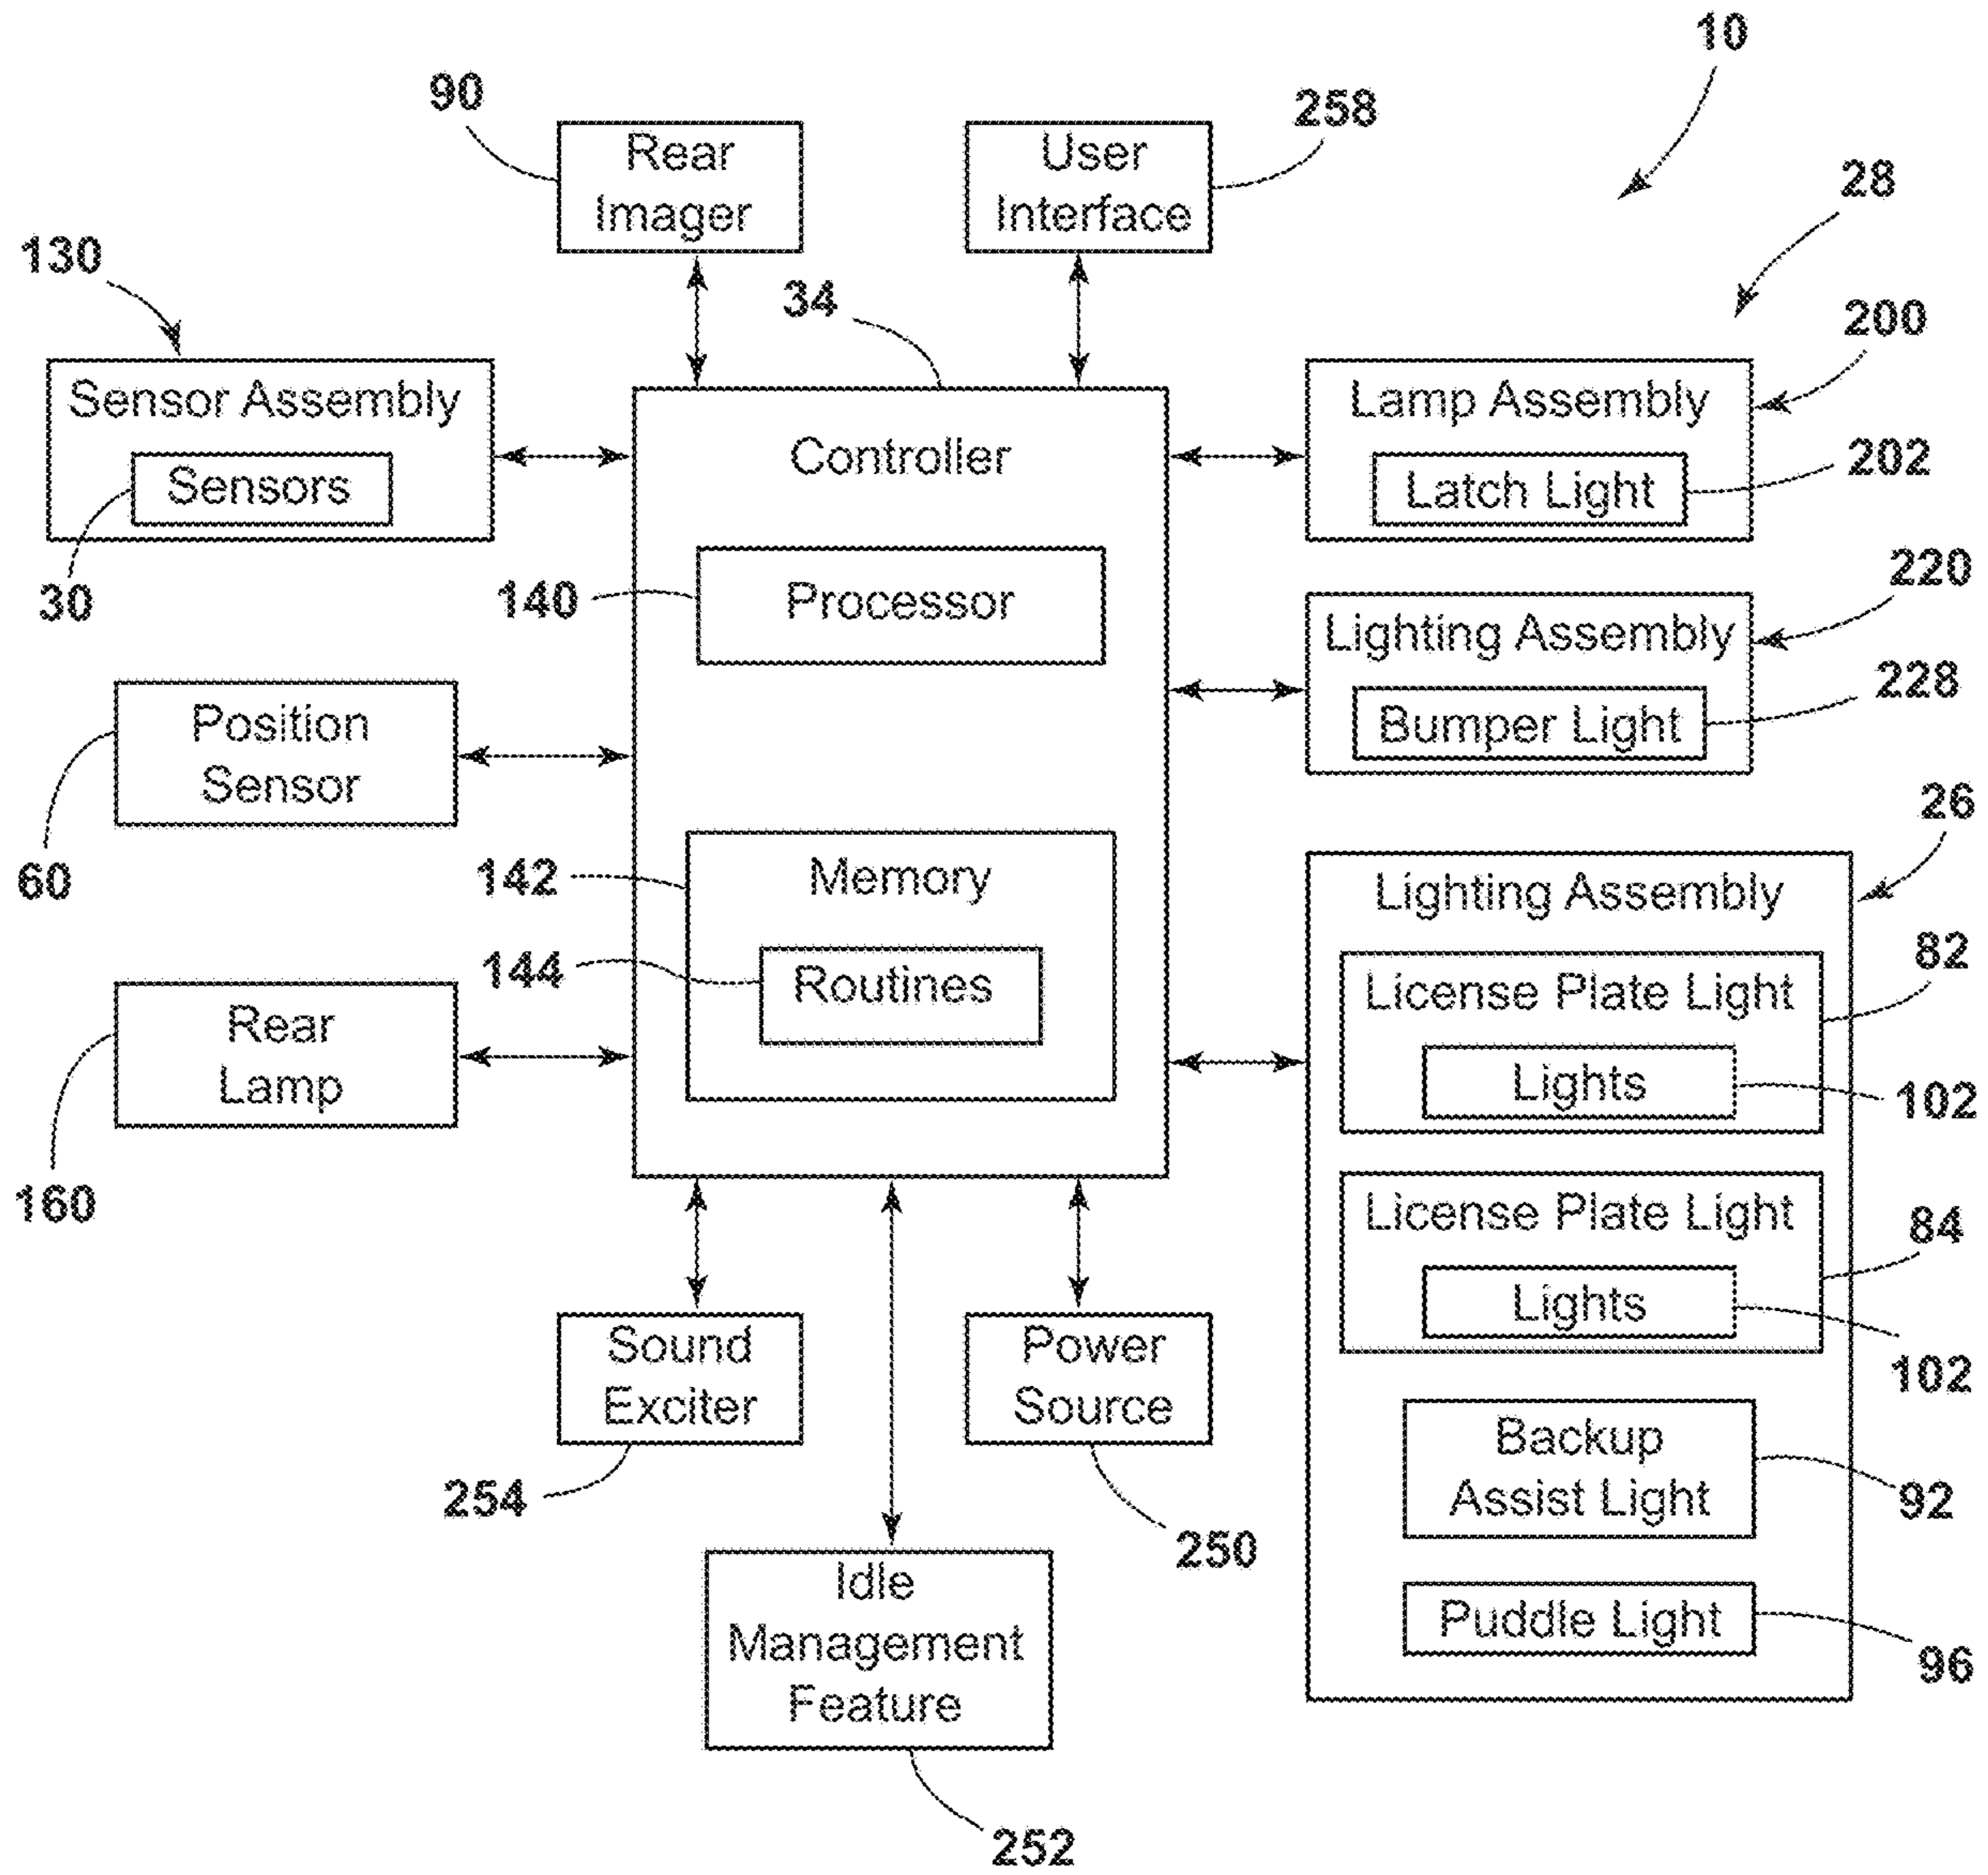 10
90
Rear
Imager
User
Interface
258
28
130
34
200
Sensor Assembly
Sensors
30
Controller
Lamp Assembly
Latch Light
202
140
Processor
220
Lighting Assembly
Bumper Light
228
Position
Sensor
60
26
142
Memory
144
Routines
Lighting Assembly
82
License Plate Light
Lights
102
Rear
Lamp
160
84
License Plate Light
Lights
102
Sound
Exciter
254
Power
Source
250
Backup
Assist Light
92
Idle
Management
Feature
252
Puddle Light
96